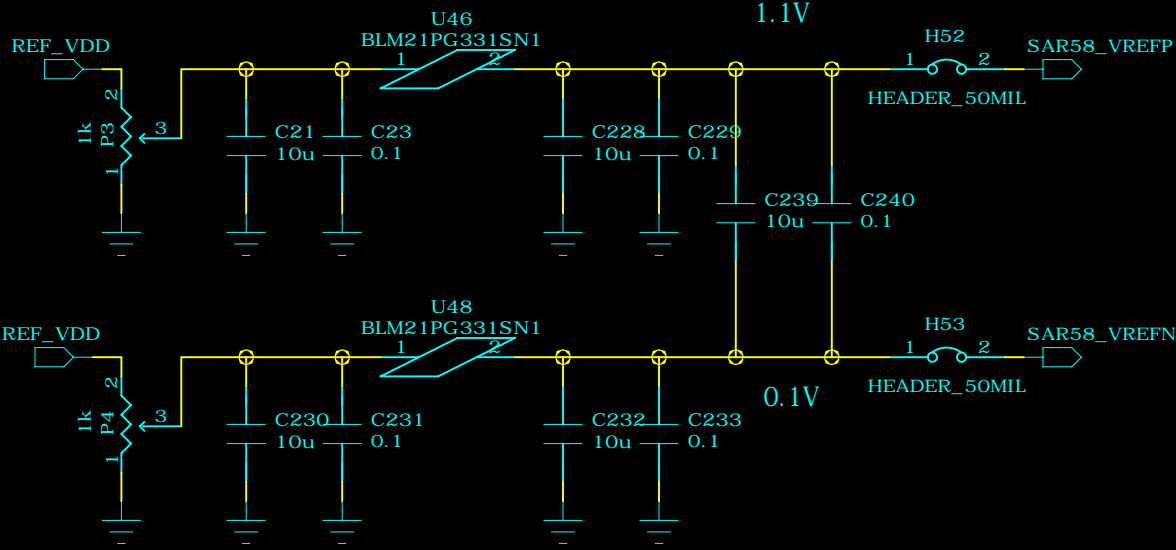 1.1V
U46
BLM21PG331SN1
H52
REF_VDD
1
2
1
2
SAR58_VREFP
HEADER_50MIL
2
1k
P3
3
1
C21
10u
C23
0.1
C228
10u
C229
0.1
C239
10u
C240
0.1
U48
BLM21PG331SN1
H53
REF_VDD
1
2
1
2
SAR58_VREFN
HEADER_50MIL
0.1V
2
1k
P4
3
1
C230
10u
C231
0.1
C232
10u
C233
0.1